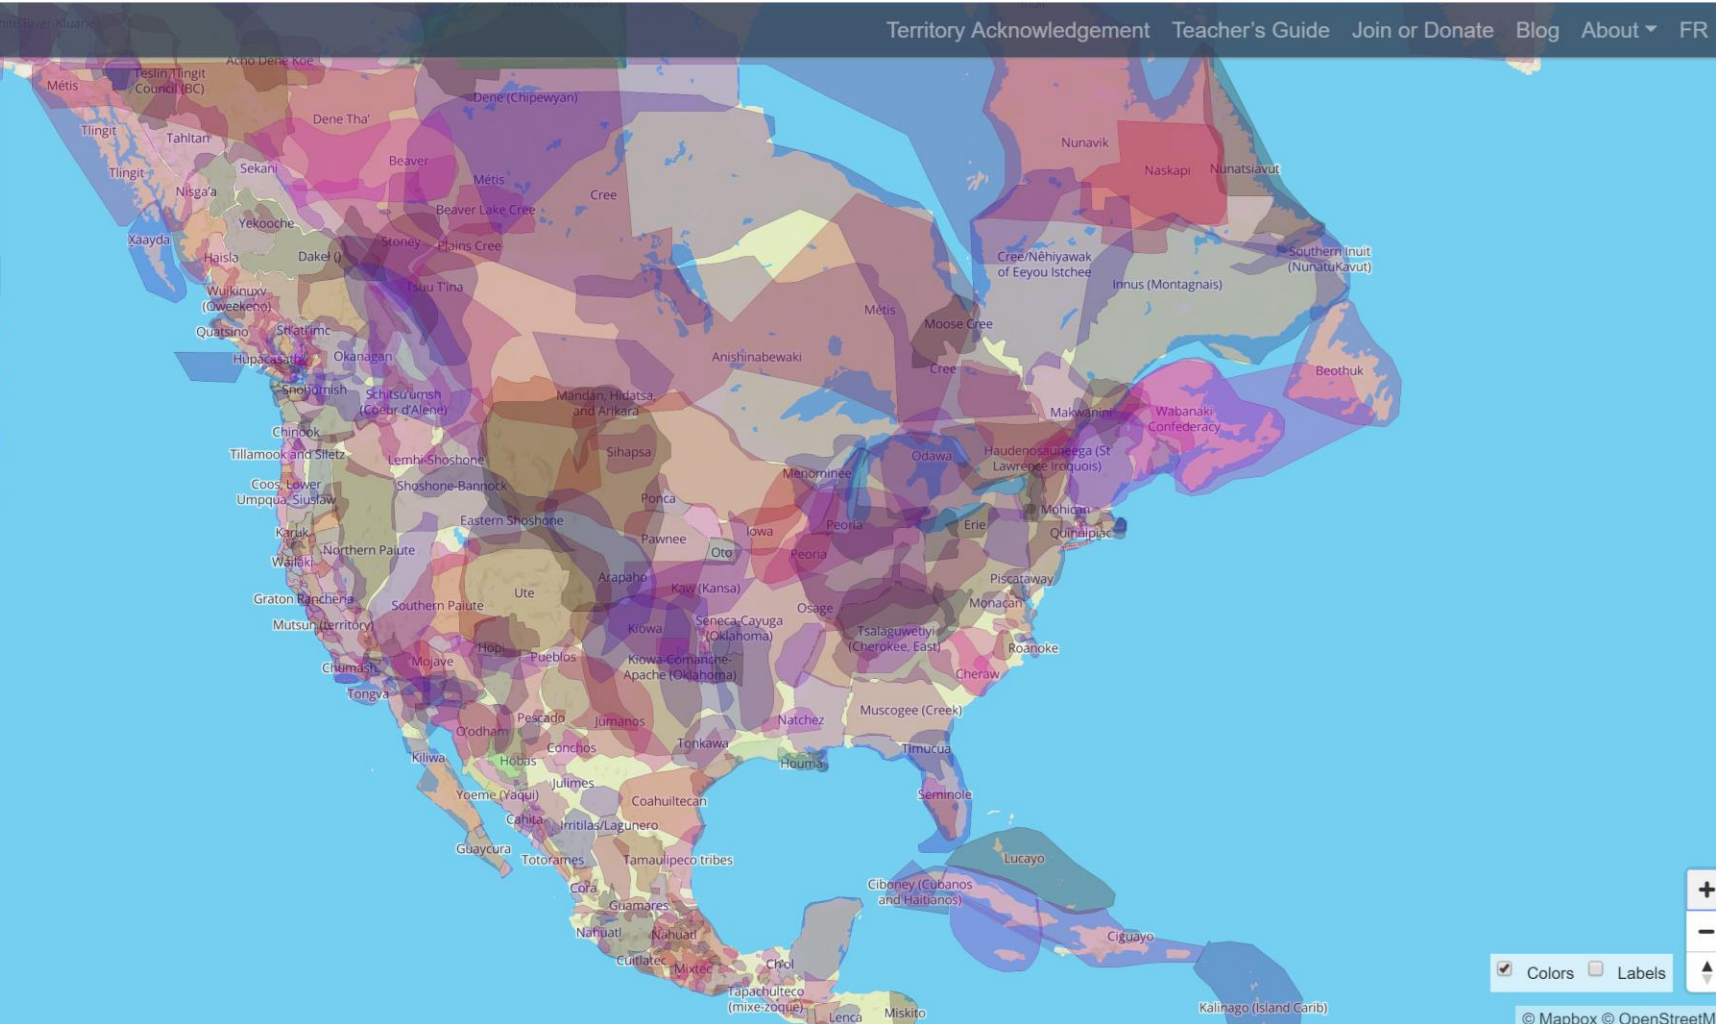 Territory Acknowledgement Teacher's Guide Join or Donate Blog About FR
Acho Dene Koe
Métis
Teslin Tlingit
Council (BC)
Dene (Chipewyan)
Dene Tha'
Tlingit
Tahltan
Nunavik
Beaver
Sekani
Naskapi
Nunatsiavut
Tlingit
Métis
Nisga'a
Cree
Beaver Lake Cree
Yekooche
Xaayda
Stoney
Plains Cree
Haisla
Dakel ()
Cree/Nêhiyawak
of Eeyou Istchee
Southern Inuit
(NunatuKavut)
Innus (Montagnais)
Tsuu T'ina
Wuikinuxv
(Oweekeno)
Métis
Moose Cree
Quatsino
St'at'imc
Hupacasath
Okanagan
Anishinabewaki
Cree
Beothuk
Snohomish
Schitsu'umsh
(Coeur d'Alene)
Mandan, Hidatsa,
and Arikara
Makwanini
Wabanaki
Confederacy
Chinook
Tillamook and Siletz
Lemhi-Shoshone
Sihapsa
Odawa
Haudenosauneega (St
Lawrence Iroquois)
Menominee
Coos, Lower
Umpqua, Siuslaw
Shoshone-Bannock
Ponca
Mohican
Eastern Shoshone
Peoria
Erie
Karuk
Iowa
Quinnipiac
Pawnee
Northern Paiute
Oto
Peoria
Wailaki
Arapaho
Kaw (Kansa)
Piscataway
Ute
Graton Rancheria
Southern Paiute
Osage
Monacan
Mutsun (territory)
Kiowa
Seneca-Cayuga
(Oklahoma)
Tsalaguwetiyi
(Cherokee, East)
Hopi
Pueblos
Roanoke
Chumash
Mojave
Kiowa-Comanche-
Apache (Oklahoma)
Cheraw
Tongva
Muscogee (Creek)
Pescado
Jumanos
Natchez
O'odham
Conchos
Tonkawa
Timucua
Kiliwa
Hobas
Houma
Julimes
Yoeme (Yaqui)
Coahuiltecan
Seminole
Cahita
Irritilas/Lagunero
Guaycura
Totorames
Tamaulipeco tribes
Lucayo
Cora
Ciboney (Cubanos
and Haitianos)
Guamares
Nahuatl
Nahuatl
Ciguayo
Cuitlatec
Mixtec
Ch'ol
Tapachulteco
(mixe-zoque)
Kalinago (Island Carib)
Lenca
Miskito
+
−
Colors Labels
© Mapbox © OpenStreetM